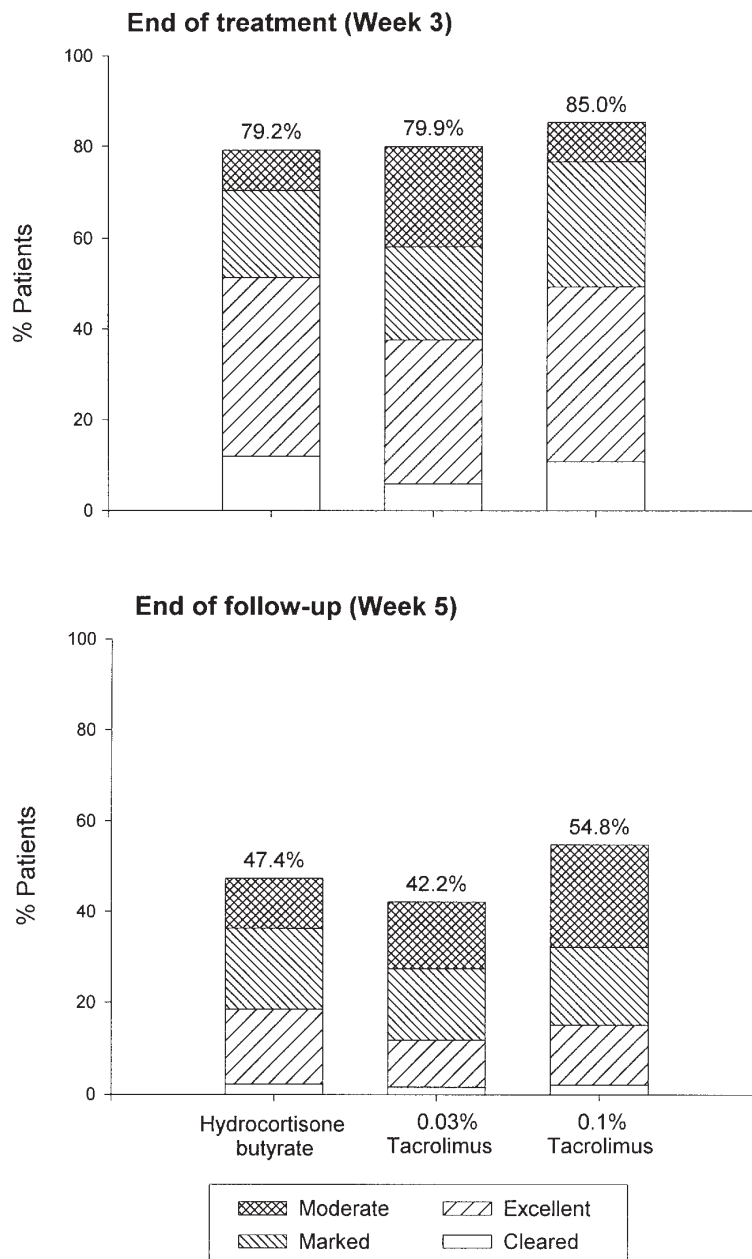 End of treatment (Week 3)
100
80
60
40
20
0
% Patients
79.2%
79.9%
85.0%
End of follow-up (Week 5)
100
80
60
40
20
0
% Patients
47.4%
42.2%
54.8%
Hydrocortisone
butyrate
0.03%
Tacrolimus
0.1%
Tacrolimus
Moderate
Excellent
Marked
Cleared